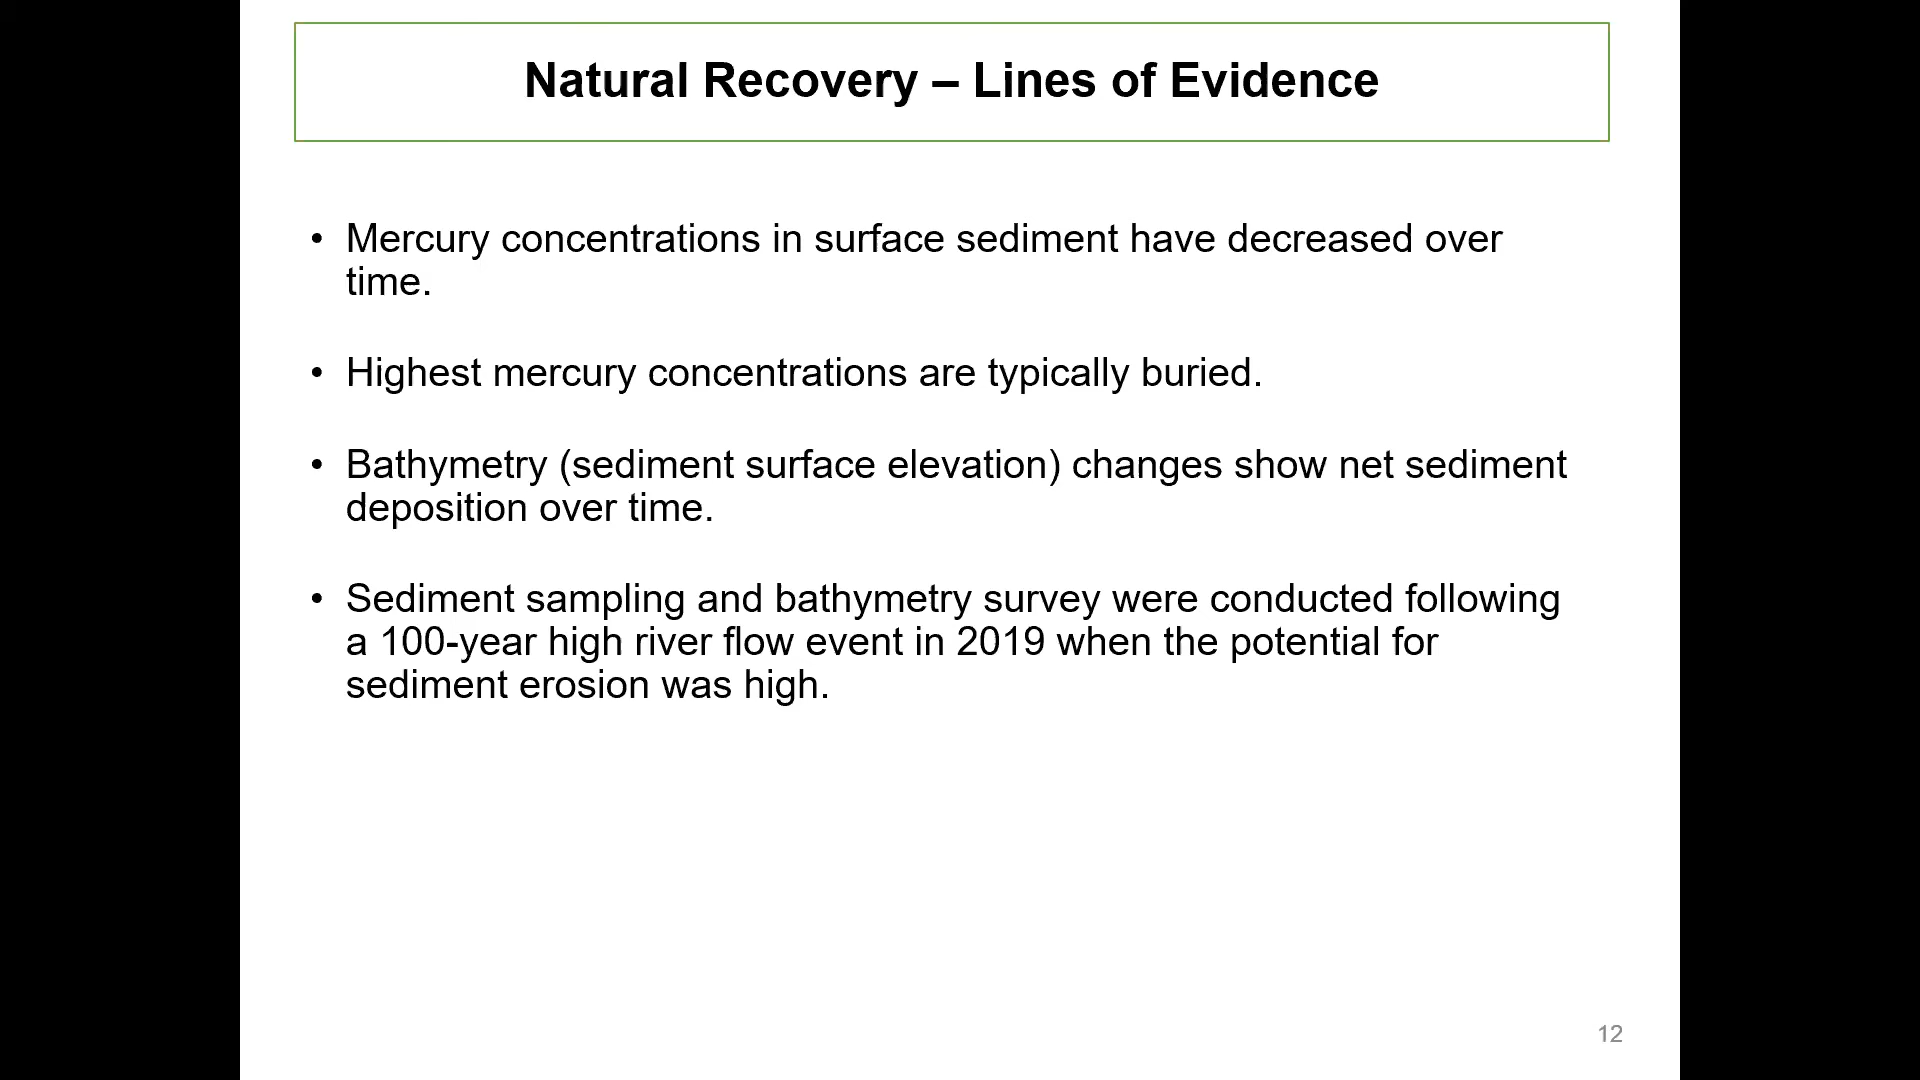 Natural Recovery – Lines of Evidence
• Mercury concentrations in surface sediment have decreased over
time.
• Highest mercury concentrations are typically buried.
• Bathymetry (sediment surface elevation) changes show net sediment
deposition over time.
• Sediment sampling and bathymetry survey were conducted following
a 100-year high river flow event in 2019 when the potential for
sediment erosion was high.
12